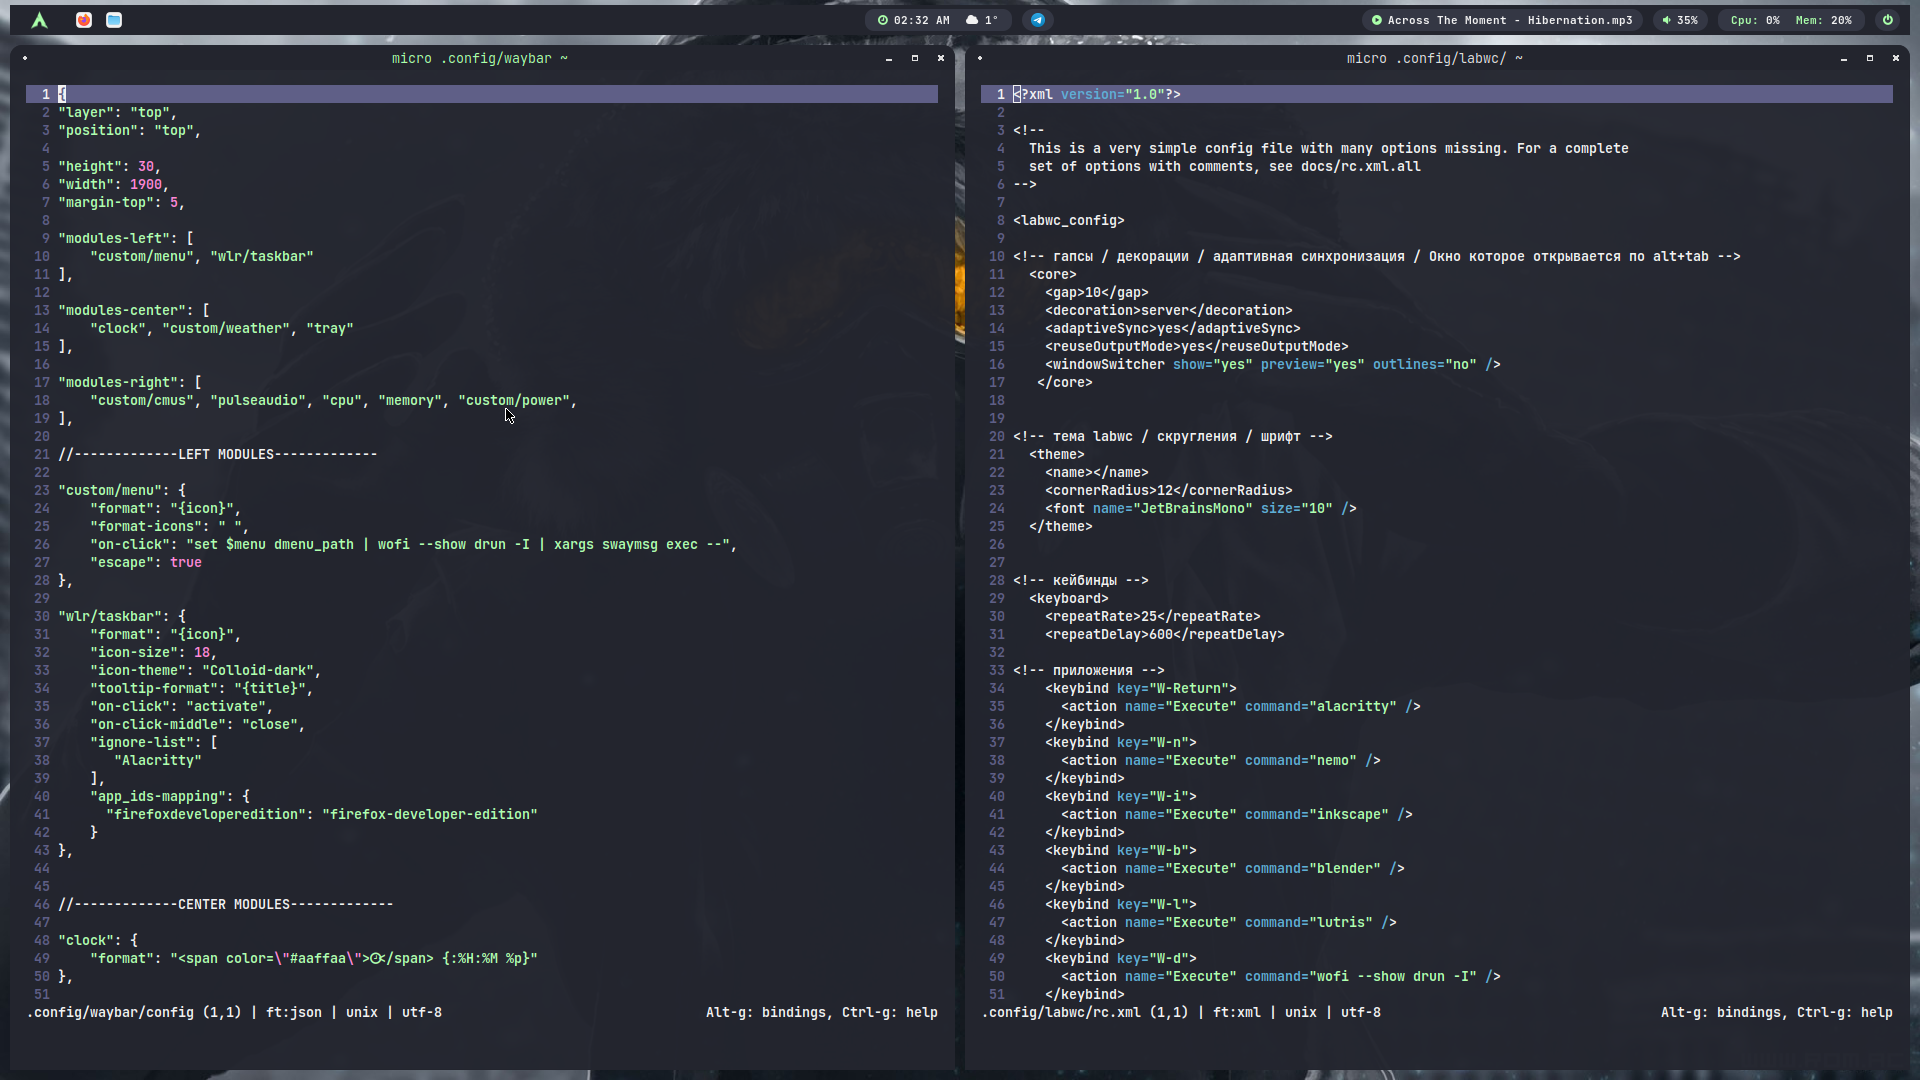 02:32 AM
1°
Across The Moment - Hibernation.mp3
35%
Cpu: 0% Mem: 20%
micro .config/waybar ~
1 {
2 "layer": "top",
3 "position": "top",
4
5 "height": 30,
6 "width": 1900,
7 "margin-top": 5,
8
9 "modules-left": [
10     "custom/menu", "wlr/taskbar"
11 ],
12
13 "modules-center": [
14     "clock", "custom/weather", "tray"
15 ],
16
17 "modules-right": [
18     "custom/cmus", "pulseaudio", "cpu", "memory", "custom/power",
19 ],
20
21 //-------------LEFT MODULES-------------
22
23 "custom/menu": {
24     "format": "{icon}",
25     "format-icons": " ",
26     "on-click": "set $menu dmenu_path | wofi --show drun -I | xargs swaymsg exec --",
27     "escape": true
28 },
29
30 "wlr/taskbar": {
31     "format": "{icon}",
32     "icon-size": 18,
33     "icon-theme": "Colloid-dark",
34     "tooltip-format": "{title}",
35     "on-click": "activate",
36     "on-click-middle": "close",
37     "ignore-list": [
38        "Alacritty"
39     ],
40     "app_ids-mapping": {
41       "firefoxdeveloperedition": "firefox-developer-edition"
42     }
43 },
44
45
46 //-------------CENTER MODULES-------------
47
48 "clock": {
49     "format": "<span color=\"#aaffaa\"></span> {:%H:%M %p}"
50 },
51
.config/waybar/config (1,1) | ft:json | unix | utf-8
Alt-g: bindings, Ctrl-g: help
micro .config/labwc/ ~
1 <?xml version="1.0"?>
2
3 <!--
4   This is a very simple config file with many options missing. For a complete
5   set of options with comments, see docs/rc.xml.all
6 -->
7
8 <labwc_config>
9
10 <!-- гапсы / декорации / адаптивная синхронизация / Окно которое открывается по alt+tab -->
11   <core>
12     <gap>10</gap>
13     <decoration>server</decoration>
14     <adaptiveSync>yes</adaptiveSync>
15     <reuseOutputMode>yes</reuseOutputMode>
16     <windowSwitcher show="yes" preview="yes" outlines="no" />
17    </core>
18
19
20 <!-- тема labwc / скругления / шрифт -->
21   <theme>
22     <name></name>
23     <cornerRadius>12</cornerRadius>
24     <font name="JetBrainsMono" size="10" />
25   </theme>
26
27
28 <!-- кейбинды -->
29   <keyboard>
30     <repeatRate>25</repeatRate>
31     <repeatDelay>600</repeatDelay>
32
33 <!-- приложения -->
34     <keybind key="W-Return">
35       <action name="Execute" command="alacritty" />
36     </keybind>
37     <keybind key="W-n">
38       <action name="Execute" command="nemo" />
39     </keybind>
40     <keybind key="W-i">
41       <action name="Execute" command="inkscape" />
42     </keybind>
43     <keybind key="W-b">
44       <action name="Execute" command="blender" />
45     </keybind>
46     <keybind key="W-l">
47       <action name="Execute" command="lutris" />
48     </keybind>
49     <keybind key="W-d">
50       <action name="Execute" command="wofi --show drun -I" />
51     </keybind>
.config/labwc/rc.xml (1,1) | ft:xml | unix | utf-8
Alt-g: bindings, Ctrl-g: help